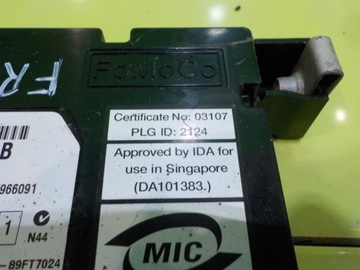 FaMoCo
FR
B
966091
1
N44
-89FT7024
Certificate No: 03107
PLG ID: 2124
Approved by IDA for
use in Singapore
(DA101383.)
MIC